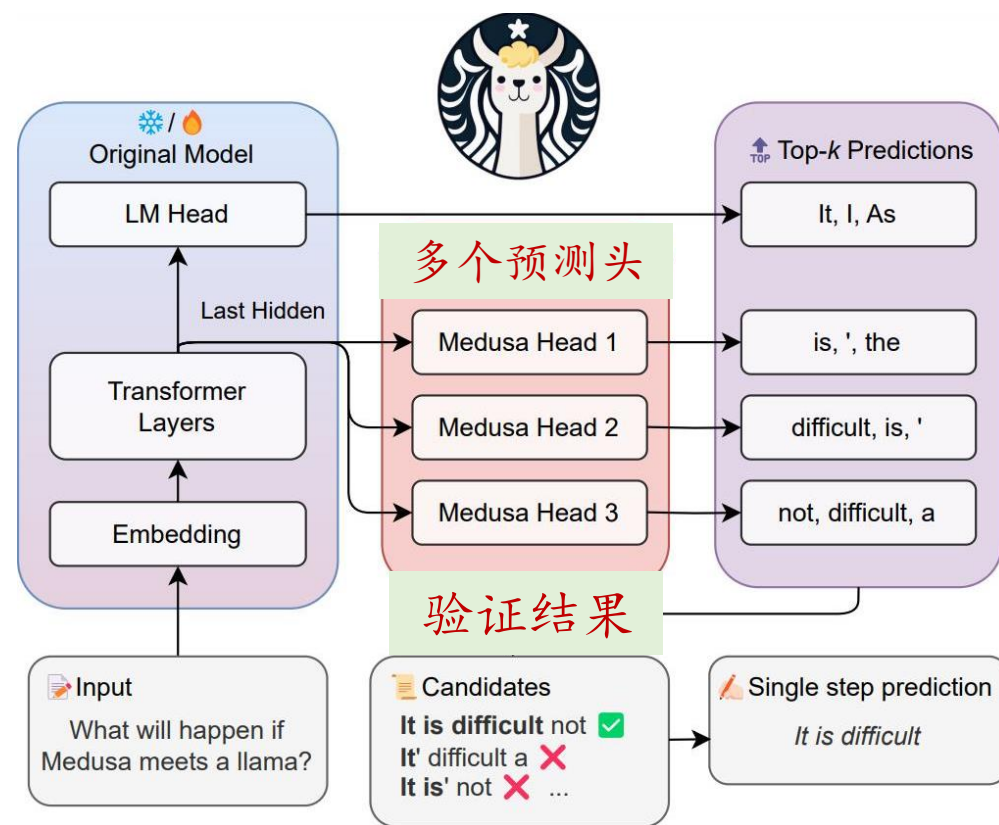 Original Model
LM Head
Last Hidden
Transformer
Layers
Embedding
多个预测头
Medusa Head 1
Medusa Head 2
Medusa Head 3
TOP
Top-k Predictions
It, I, As
is, ', the
difficult, is, '
not, difficult, a
验证结果
Input
What will happen if
Medusa meets a llama?
Candidates
It is difficult not
It' difficult a
It is' not ...
Single step prediction
It is difficult